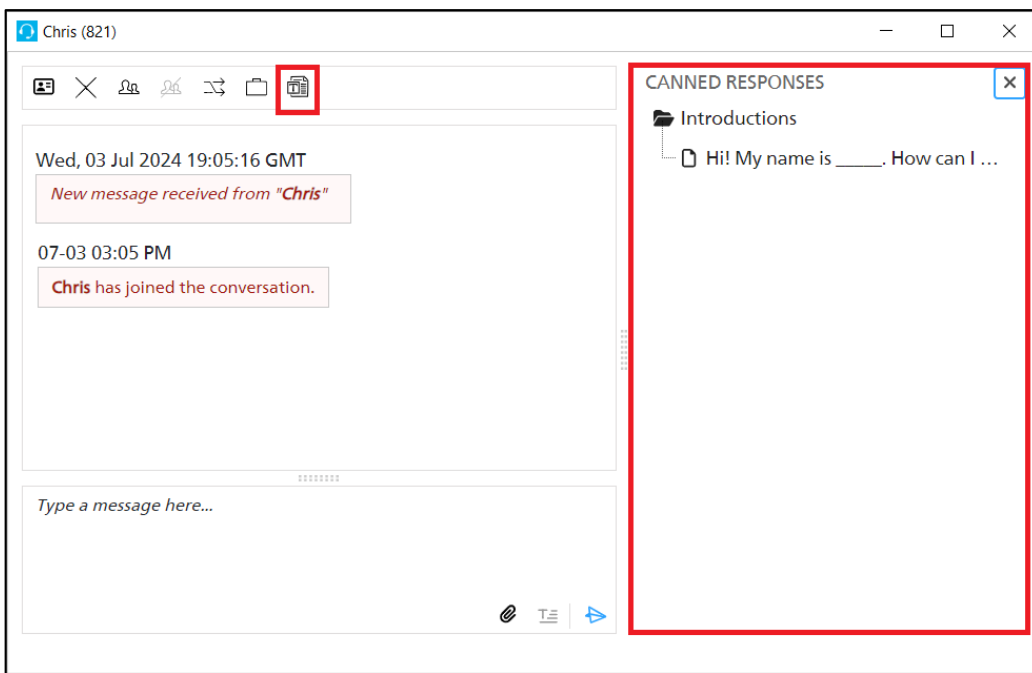 Chris (821)
CANNED RESPONSES
Introductions
Hi! My name is _____. How can I ...
Wed, 03 Jul 2024 19:05:16 GMT
New message received from "Chris"
07-03 03:05 PM
Chris has joined the conversation.
Type a message here...